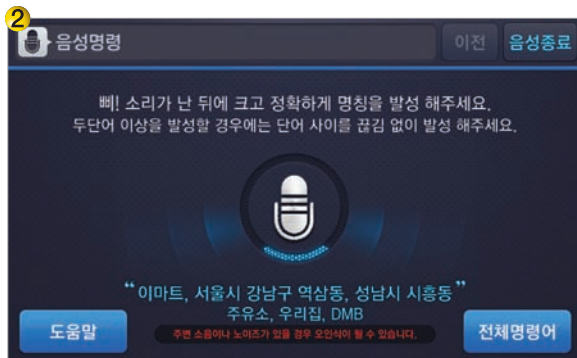 2
음성명령
이전
음성종료
삐! 소리가 난 뒤에 크고 정확하게 명칭을 발성 해주세요.
두단어 이상을 발성할 경우에는 단어 사이를 끊김 없이 발성 해주세요.
“이마트, 서울시 강남구 역삼동, 성남시 시흥동”
주유소, 우리집, DMB
도움말
주변 소음이나 노이즈가 있을 경우 오인식이 될 수 있습니다.
전체명령어